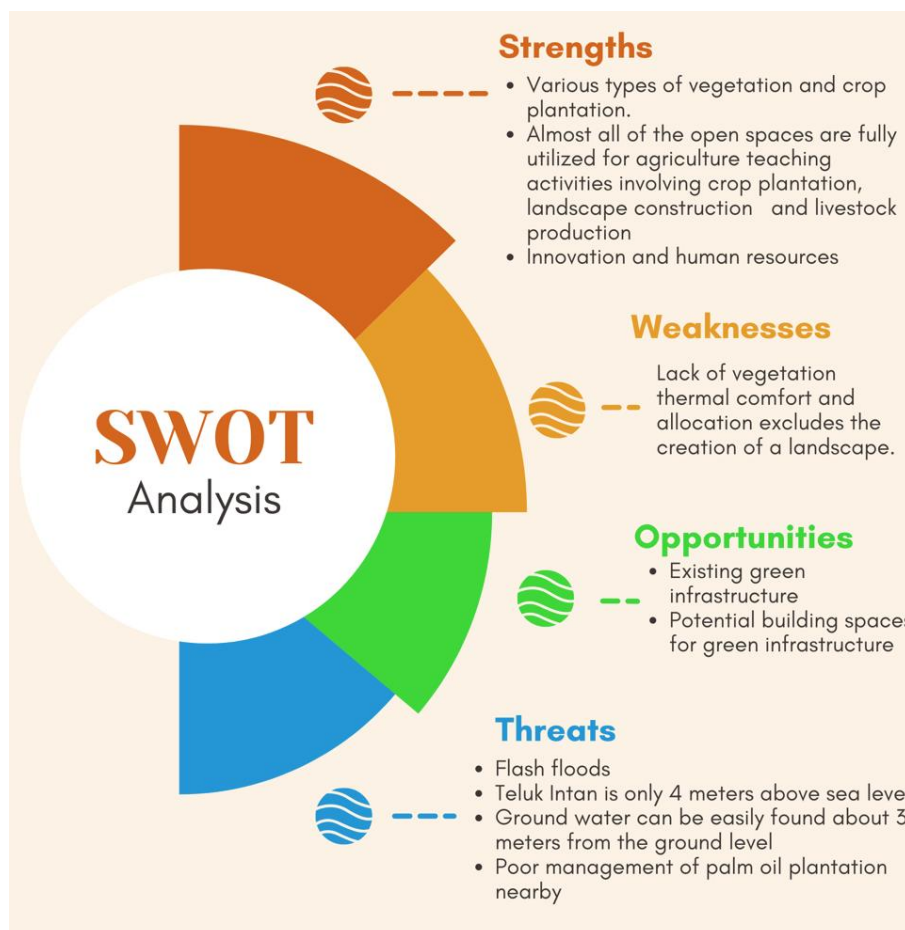 Strengths
• Various types of vegetation and crop
plantation.
• Almost all of the open spaces are fully
utilized for agriculture teaching
activities involving crop plantation,
landscape construction and livestock
production
• Innovation and human resources
Weaknesses
Lack of vegetation
thermal comfort and
allocation excludes the
creation of a landscape.
SWOT
Analysis
Opportunities
• Existing green
infrastructure
• Potential building spaces
for green infrastructure
Threats
• Flash floods
• Teluk Intan is only 4 meters above sea leve
• Ground water can be easily found about 3
meters from the ground level
• Poor management of palm oil plantation
nearby